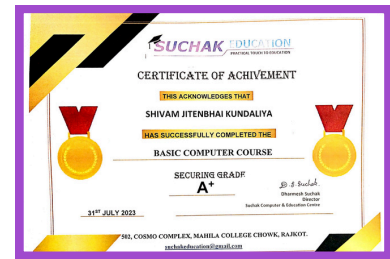 SUCHAK EDUCATION
PRACTICAL TOUCH TO EDUCATION
CERTIFICATE OF ACHIVEMENT
THIS ACKNOWLEDGES THAT
SHIVAM JITENBHAI KUNDALIYA
HAS SUCCESSFULLY COMPLETED THE
BASIC COMPUTER COURSE
SECURING GRADE
A+
D. S. Suchak
Dharmesh Suchak
Director
Suchak Computer & Education Centre
31ST JULY 2023
502, COSMO COMPLEX, MAHILA COLLEGE CHOWK, RAJKOT.
suchakeducation@gmail.com